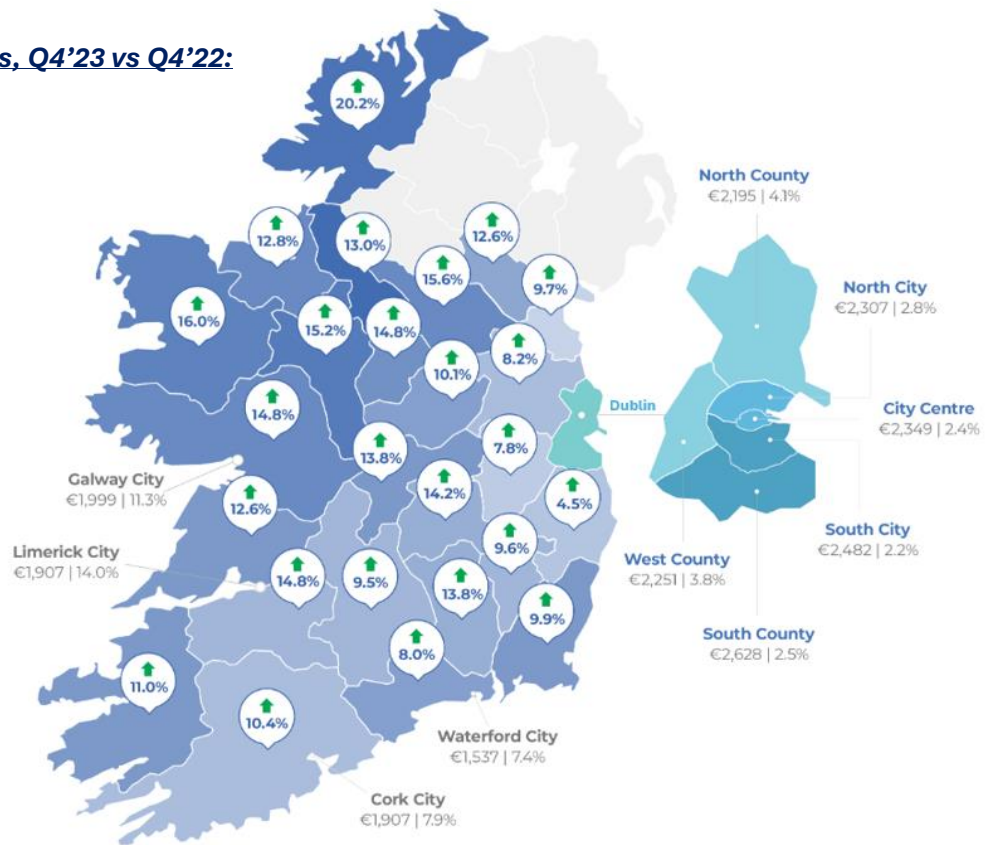 s, Q4’23 vs Q4’22:
20.2%
12.8%
13.0%
12.6%
15.6%
9.7%
16.0%
15.2%
14.8%
8.2%
10.1%
14.8%
7.8%
13.8%
14.2%
4.5%
12.6%
9.6%
14.8%
9.5%
13.8%
9.9%
8.0%
11.0%
10.4%
Galway City
€1,999 | 11.3%
Limerick City
€1,907 | 14.0%
Waterford City
€1,537 | 7.4%
Cork City
€1,907 | 7.9%
Dublin
North County
€2,195 | 4.1%
North City
€2,307 | 2.8%
City Centre
€2,349 | 2.4%
South City
€2,482 | 2.2%
West County
€2,251 | 3.8%
South County
€2,628 | 2.5%